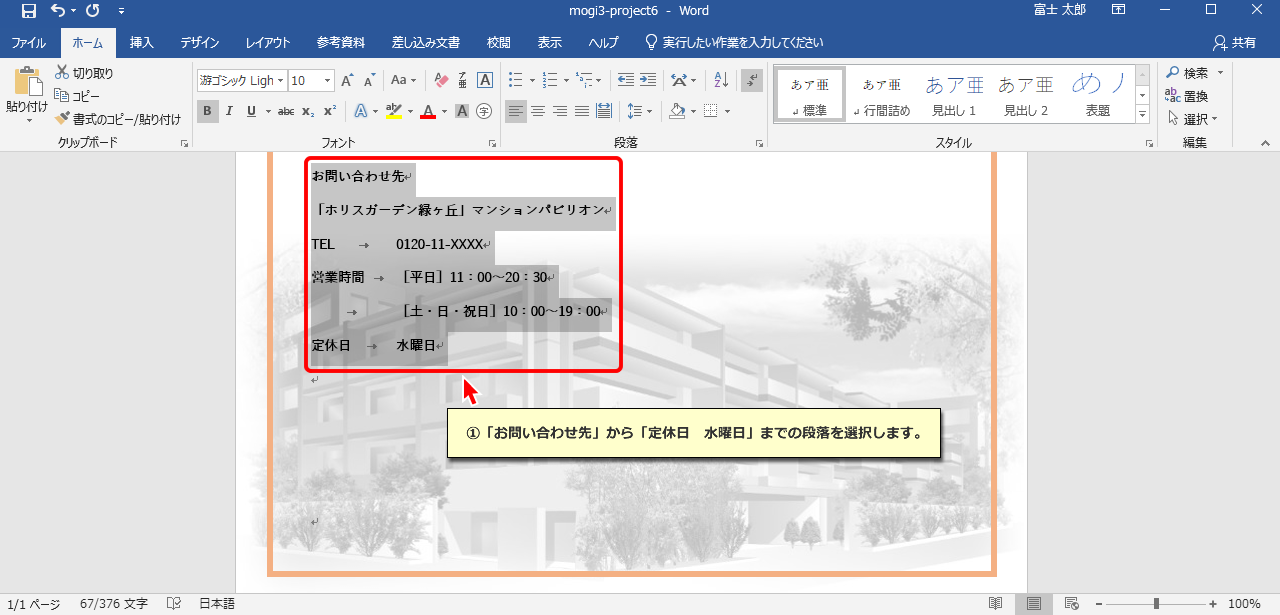 mogi3-project6 - Word
富士 太郎
ファイル ホーム 挿入 デザイン レイアウト 参考資料 差し込み文書 校閲 表示 ヘルプ 実行したい作業を入力してください 共有
貼り付け
切り取り
コピー
書式のコピー/貼り付け
クリップボード
游ゴシック Ligh 10
フォント
段落
あア亜 標準
あア亜 行間詰め
あア亜 見出し 1
あア亜 見出し 2
表題
スタイル
検索
置換
選択
編集
お問い合わせ先
「ホリスガーデン緑ヶ丘」マンションパビリオン
TEL → 0120-11-XXXX
営業時間 → [平日] 11:00～20:30
→ [土・日・祝日] 10:00～19:00
定休日 → 水曜日
①「お問い合わせ先」から「定休日 水曜日」までの段落を選択します。
1/1 ページ 67/376 文字 日本語 100%